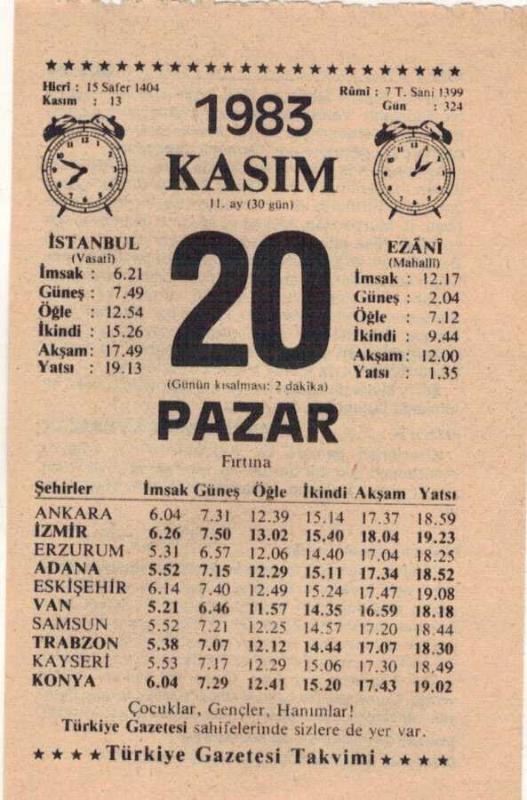 ★★★★★★★★★★★★★★★★★★★★★★★★★★★★
Hicrî : 15 Safer 1404
Kasım : 13
Rûmî : 7 T. Sani 1399
Gün : 324
1983
KASIM
11. ay (30 gün)
İSTANBUL
(Vasatî)
İmsak : 6.21
Güneş : 7.49
Öğle : 12.54
İkindi : 15.26
Akşam : 17.49
Yatsı : 19.13
20
(Günün kısalması: 2 dakika)
EZÂNÎ
(Mahallî)
İmsak : 12.17
Güneş : 2.04
Öğle : 7.12
İkindi : 9.44
Akşam : 12.00
Yatsı : 1.35
PAZAR
Fırtına
Şehirler İmsak Güneş Öğle İkindi Akşam Yatsı
ANKARA 6.04 7.31 12.39 15.14 17.37 18.59
İZMİR 6.26 7.50 13.02 15.40 18.04 19.23
ERZURUM 5.31 6.57 12.06 14.40 17.04 18.25
ADANA 5.52 7.15 12.29 15.11 17.34 18.52
ESKİŞEHİR 6.14 7.40 12.49 15.24 17.47 19.08
VAN 5.21 6.46 11.57 14.35 16.59 18.18
SAMSUN 5.52 7.21 12.25 14.57 17.20 18.44
TRABZON 5.38 7.07 12.12 14.44 17.07 18.30
KAYSERİ 5.53 7.17 12.29 15.06 17.30 18.49
KONYA 6.04 7.29 12.41 15.20 17.43 19.02
Çocuklar, Gençler, Hanımlar!
Türkiye Gazetesi sahifelerinde sizlere de yer var.
★★★★Türkiye Gazetesi Takvimi★★★★